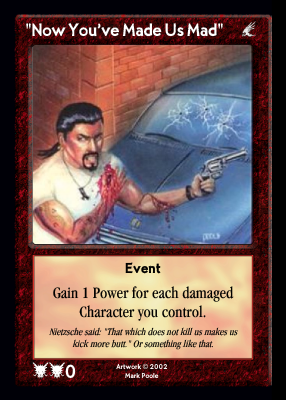 "Now You've Made Us Mad"
Event
Gain 1 Power for each damaged
Character you control.
Nietzsche said: "That which does not kill us makes us
kick more butt." Or something like that.
0
Artwork © 2002
Mark Poole